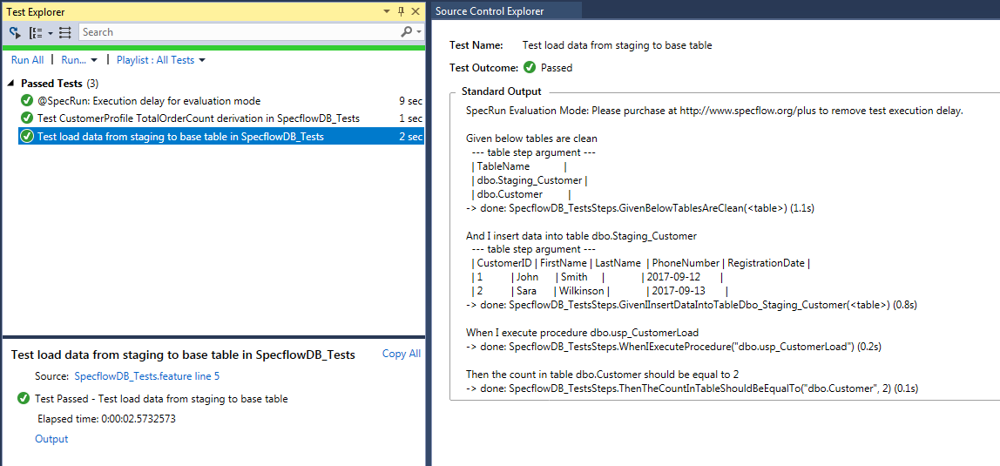 Test Explorer
Search
Run All | Run... | Playlist : All Tests
Passed Tests (3)
@SpecRun: Execution delay for evaluation mode 9 sec
Test CustomerProfile TotalOrderCount derivation in SpecflowDB_Tests 1 sec
Test load data from staging to base table in SpecflowDB_Tests 2 sec
Test load data from staging to base table in SpecflowDB_Tests Copy All
Source: SpecflowDB_Tests.feature line 5
Test Passed - Test load data from staging to base table
Elapsed time: 0:00:02.5732573
Output
Source Control Explorer
Test Name: Test load data from staging to base table
Test Outcome: Passed
Standard Output
SpecRun Evaluation Mode: Please purchase at http://www.specflow.org/plus to remove test execution delay.
Given below tables are clean
--- table step argument ---
| TableName |
| dbo.Staging_Customer |
| dbo.Customer |
-> done: SpecflowDB_TestsSteps.GivenBelowTablesAreClean(<table>) (1.1s)
And I insert data into table dbo.Staging_Customer
--- table step argument ---
| CustomerID | FirstName | LastName | PhoneNumber | RegistrationDate |
| 1 | John | Smith | | 2017-09-12 |
| 2 | Sara | Wilkinson | | 2017-09-13 |
-> done: SpecflowDB_TestsSteps.GivenIInsertDataIntoTableDbo_Staging_Customer(<table>) (0.8s)
When I execute procedure dbo.usp_CustomerLoad
-> done: SpecflowDB_TestsSteps.WhenIExecuteProcedure("dbo.usp_CustomerLoad") (0.2s)
Then the count in table dbo.Customer should be equal to 2
-> done: SpecflowDB_TestsSteps.ThenTheCountInTableShouldBeEqualTo("dbo.Customer", 2) (0.1s)